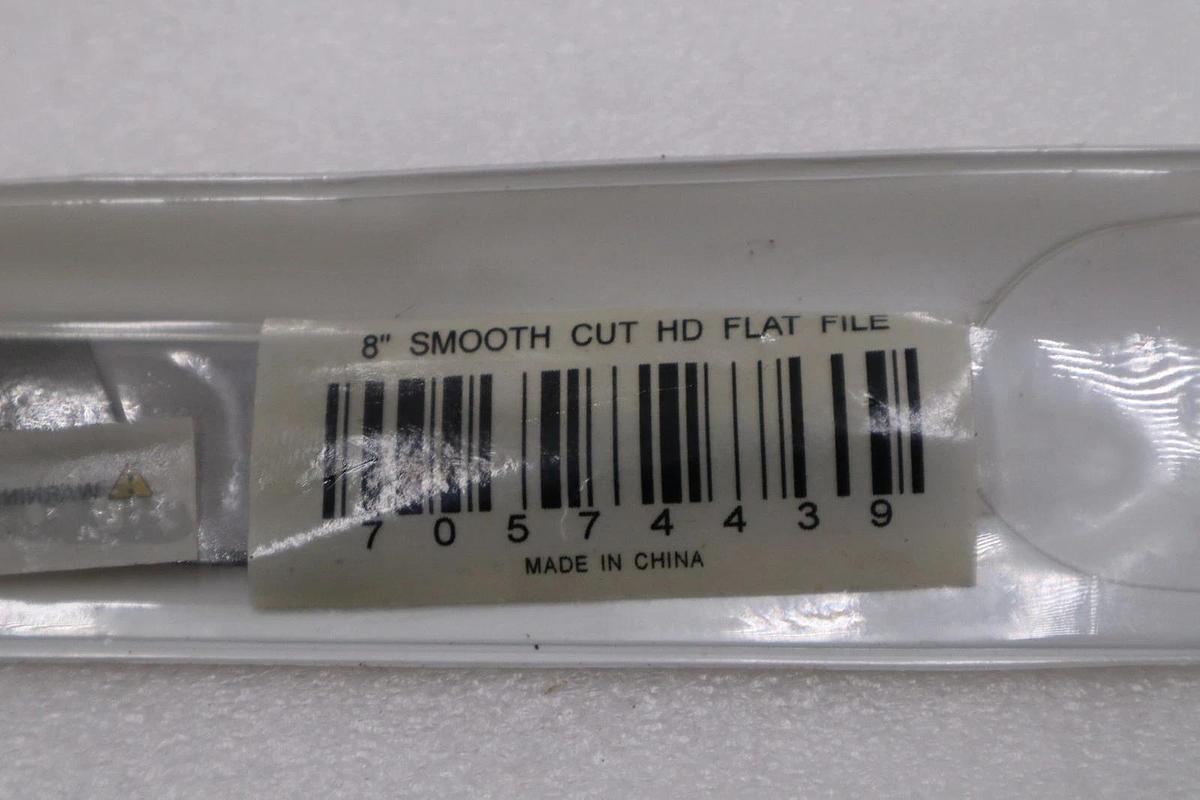 8" SMOOTH CUT HD FLAT FILE
7 0 5 7 4 4 3 9
MADE IN CHINA